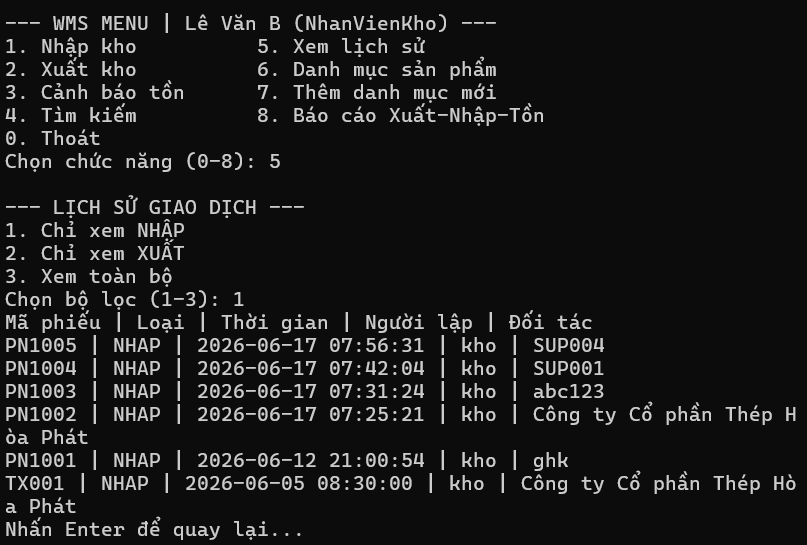 --- WMS MENU | Lê Văn B (NhanVienKho) ---
1. Nhập kho          5. Xem lịch sử
2. Xuất kho          6. Danh mục sản phẩm
3. Cảnh báo tồn      7. Thêm danh mục mới
4. Tìm kiếm          8. Báo cáo Xuất-Nhập-Tồn
0. Thoát
Chọn chức năng (0-8): 5
--- LỊCH SỬ GIAO DỊCH ---
1. Chỉ xem NHẬP
2. Chỉ xem XUẤT
3. Xem toàn bộ
Chọn bộ lọc (1-3): 1
Mã phiếu | Loại | Thời gian | Người lập | Đối tác
PN1005 | NHAP | 2026-06-17 07:56:31 | kho | SUP004
PN1004 | NHAP | 2026-06-17 07:42:04 | kho | SUP001
PN1003 | NHAP | 2026-06-17 07:31:24 | kho | abc123
PN1002 | NHAP | 2026-06-17 07:25:21 | kho | Công ty Cổ phần Thép H
òa Phát
PN1001 | NHAP | 2026-06-12 21:00:54 | kho | ghk
TX001 | NHAP | 2026-06-05 08:30:00 | kho | Công ty Cổ phần Thép Hò
a Phát
Nhấn Enter để quay lại...